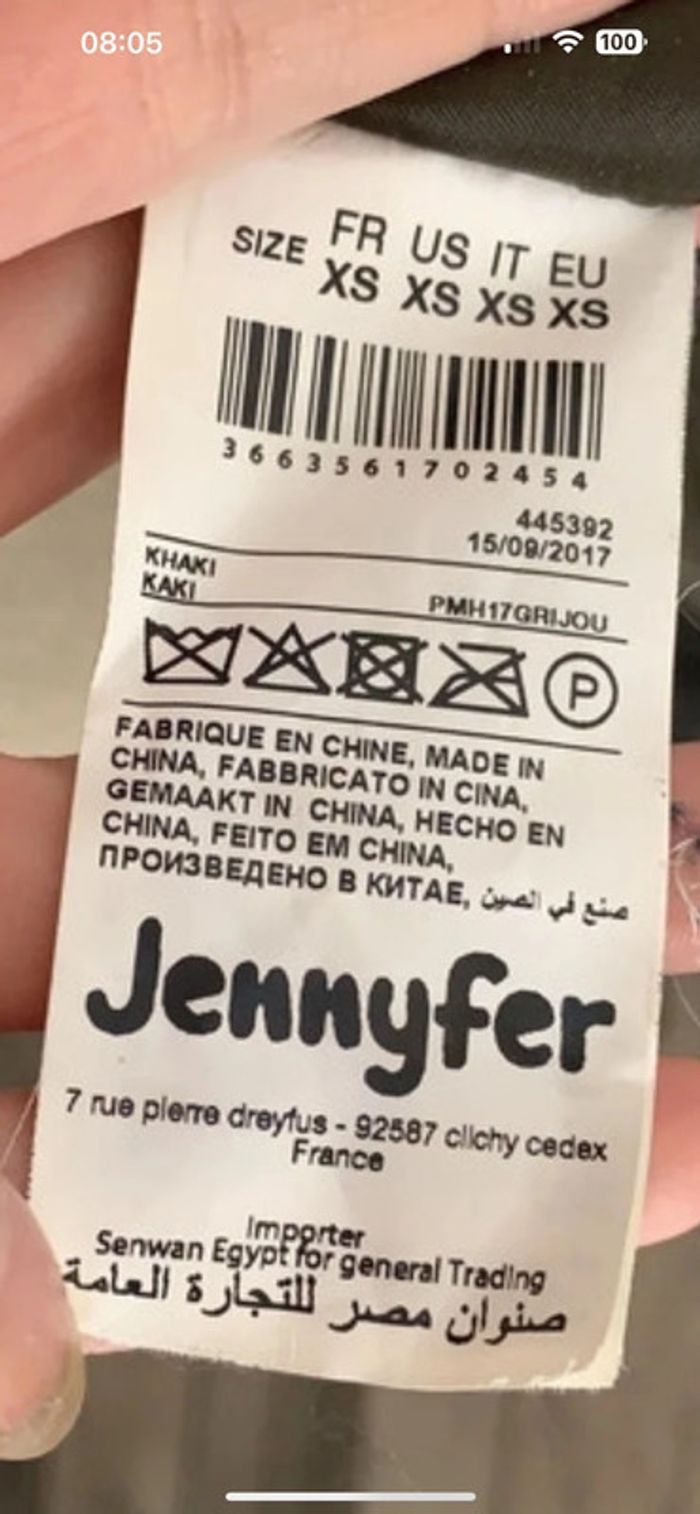 08:05
100
FR US IT EU
SIZE XS XS XS XS
3663561702454
445392
15/09/2017
KHAKI
KAKI
PMH17GRIJOU
P
FABRIQUE EN CHINE, MADE IN
CHINA, FABBRICATO IN CINA,
GEMAAKT IN CHINA, HECHO EN
CHINA, FEITO EM CHINA,
ПРОИЗВЕДЕНО В КИТАЕ, صنع في الصين
Jennyfer
7 rue pierre dreyfus - 92587 clichy cedex
France
Importer
Senwan Egypt for general Trading
صنوان مصر للتجارة العامة